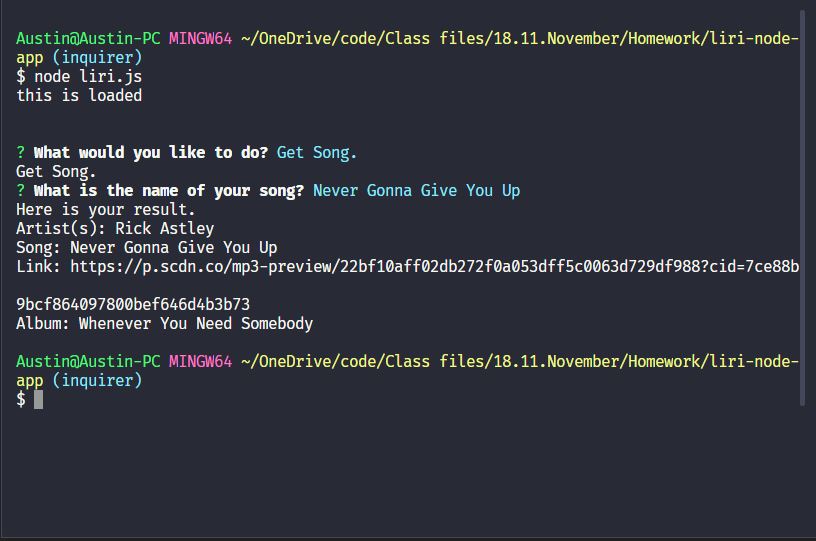 Austin@Austin-PC MINGW64 ~/OneDrive/code/Class files/18.11.November/Homework/liri-node-
app (inquirer)
$ node liri.js
this is loaded
? What would you like to do? Get Song.
Get Song.
? What is the name of your song? Never Gonna Give You Up
Here is your result.
Artist(s): Rick Astley
Song: Never Gonna Give You Up
Link: https://p.scdn.co/mp3-preview/22bf10aff02db272f0a053dff5c0063d729df988?cid=7ce88b
9bcf864097800bef646d4b3b73
Album: Whenever You Need Somebody
Austin@Austin-PC MINGW64 ~/OneDrive/code/Class files/18.11.November/Homework/liri-node-
app (inquirer)
$